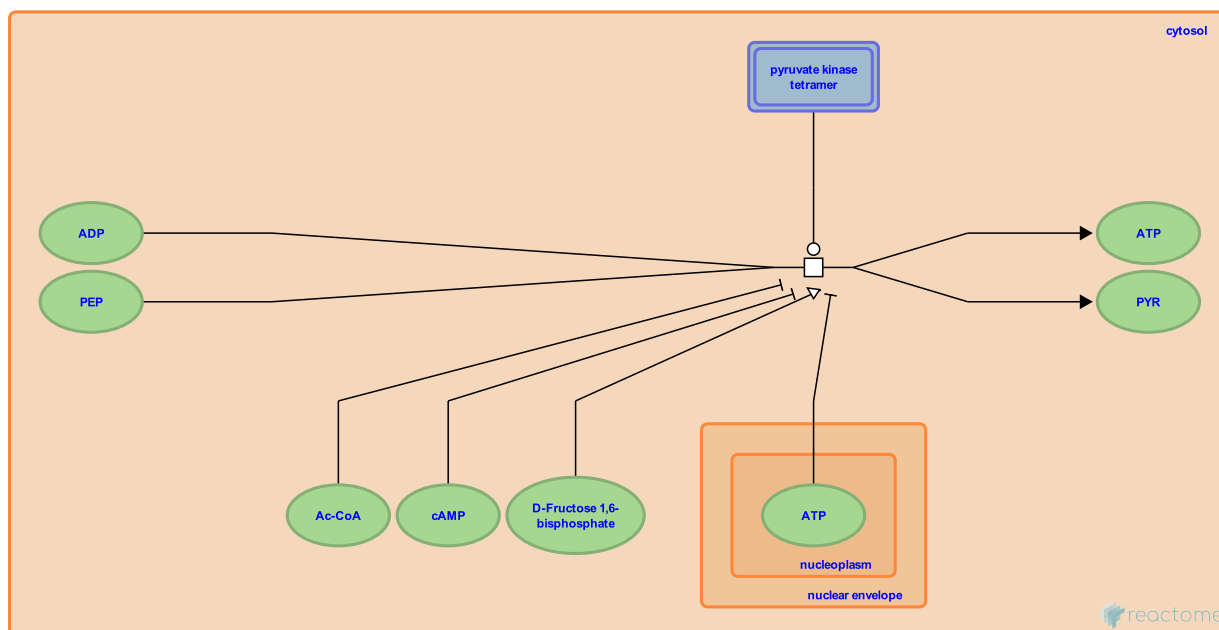 cytosol
pyruvate kinase
tetramer
ADP
ATP
PEP
PYR
Ac-CoA
cAMP
D-Fructose 1,6-
bisphosphate
ATP
nucleoplasm
nuclear envelope
reactome